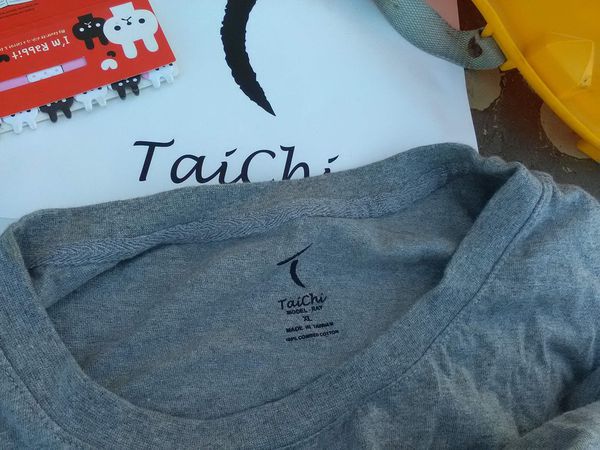 I'm Rabbit
TaiChi
TaiChi
MODEL : RAY
XL
MADE IN TAIWAN
100% COMBED COTTON